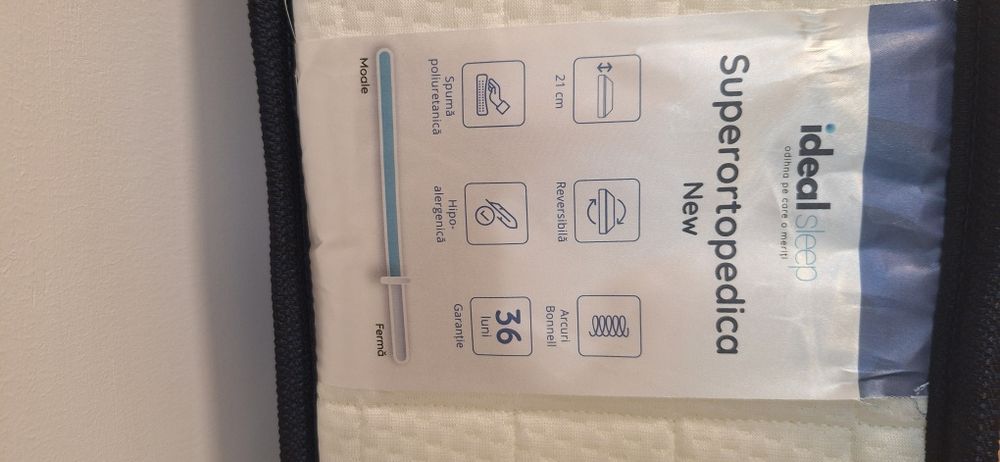 ideal sleep
odihna pe care o meriți
Superortopedica
New
21 cm
Reversibilă
Arcuri
Bonnell
Spumă
poliuretanică
Hipo-
alergenică
36
luni
Garanție
Moale
Fermă